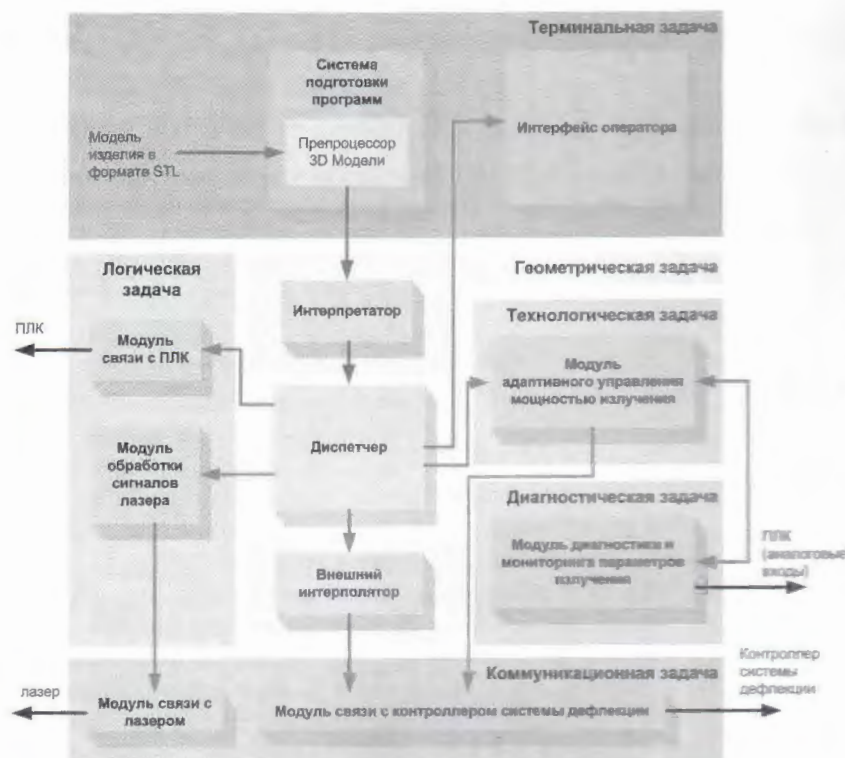 Терминальная задача
Система
подготовки
программ
Модель
изделия в
формате STL
Препроцессор
3D Модели
Интерфейс оператора
Логическая
задача
Геометрическая задача
Интерпретатор
Технологическая задача
ПЛК
Модуль
связи с ПЛК
Модуль
адаптивного управления
мощностью излучения
Диспетчер
Модуль
обработки
сигналов
лазера
Диагностическая задача
Модуль диагностики и
мониторинга параметров
излучения
ПЛК
(аналоговые
входы)
Внешний
интерполятор
Коммуникационная задача
Контроллер
системы
дефлекции
лазер
Модуль связи с
лазером
Модуль связи с контроллером системы дефлекции